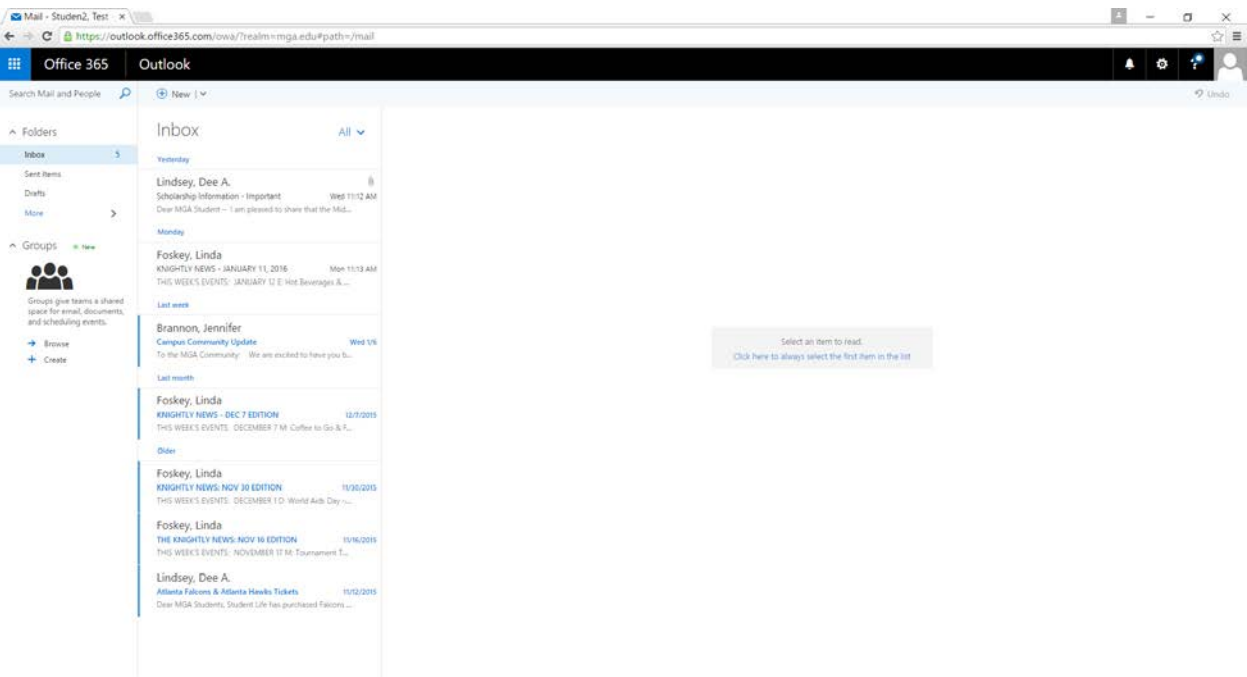 Mail - Studen2, Test
https://outlook.office365.com/owa/?realm=mga.edu#path=/mail
Office 365 Outlook
Search Mail and People
New
Undo
Folders
Inbox 5
Sent Items
Drafts
More
Groups New
Groups give teams a shared
space for email, documents,
and scheduling events.
Browse
Create
Inbox All
Yesterday
Lindsey, Dee A.
Scholarship Information - Important Wed 11:12 AM
Dear MGA Student -- I am pleased to share that the Mid...
Monday
Foskey, Linda
KNIGHTLY NEWS - JANUARY 11, 2016 Mon 11:13 AM
THIS WEEK'S EVENTS: JANUARY 12 E: Hot Beverages & ...
Last week
Brannon, Jennifer
Campus Community Update Wed 1/6
To the MGA Community: We are excited to have you b...
Last month
Foskey, Linda
KNIGHTLY NEWS - DEC 7 EDITION 12/7/2015
THIS WEEK'S EVENTS: DECEMBER 7 M: Coffee to Go & F...
Older
Foskey, Linda
KNIGHTLY NEWS: NOV 30 EDITION 11/30/2015
THIS WEEK'S EVENTS: DECEMBER 1 D: World Aids Day -...
Foskey, Linda
THE KNIGHTLY NEWS: NOV 16 EDITION 11/16/2015
THIS WEEK'S EVENTS: NOVEMBER 17 M: Tournament T...
Lindsey, Dee A.
Atlanta Falcons & Atlanta Hawks Tickets 11/12/2015
Dear MGA Students, Student Life has purchased Falcons ...
Select an item to read.
Click here to always select the first item in the list